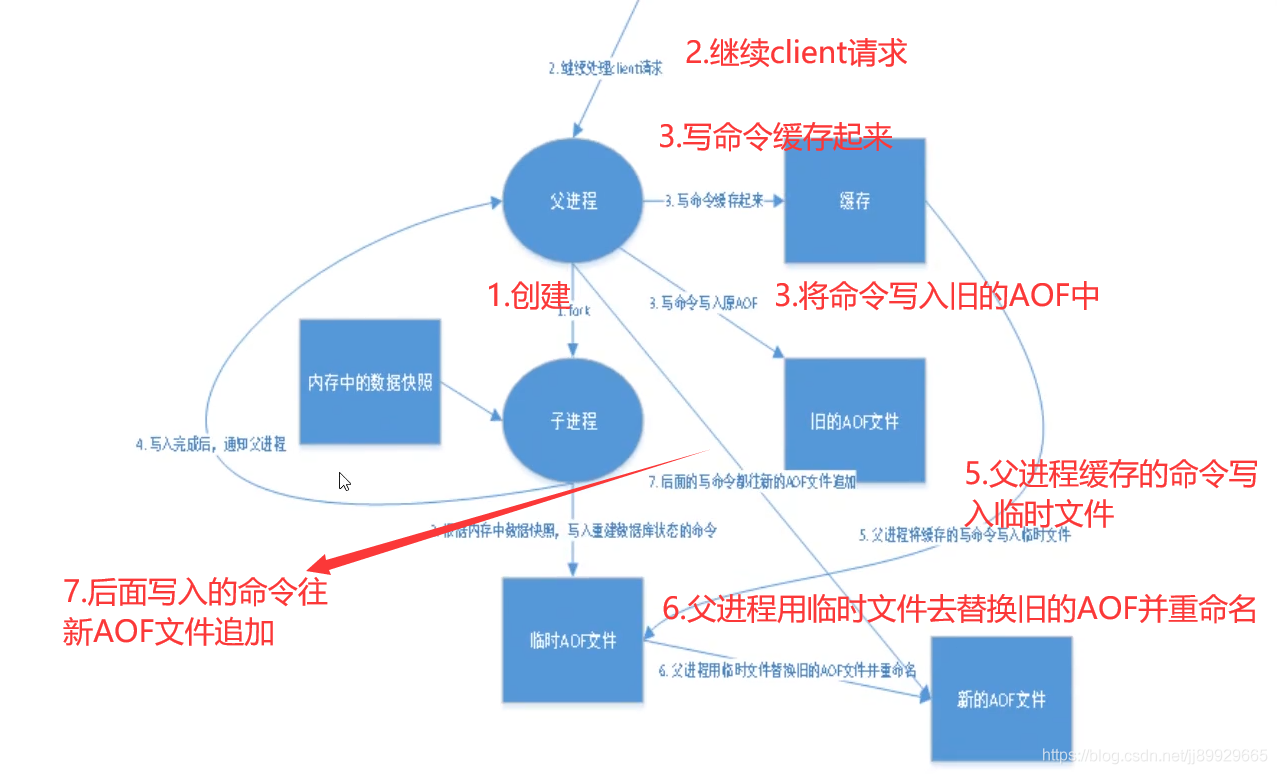 2.继续client请求
2.继续处理client请求
3.写命令缓存起来
父进程
3. 写命令缓存起来
缓存
1.创建
1.fork
3. 写命令写入原AOF
3.将命令写入旧的AOF中
内存中的数据快照
子进程
旧的AOF文件
4. 写入完成后，通知父进程
7. 后面的写命令都往新的AOF文件追加
5.父进程缓存的命令写
入临时文件
根据内存中数据快照，写入重建数据库状态的命令
5. 父进程将缓存的写命令写入临时文件
7.后面写入的命令往
新AOF文件追加
6.父进程用临时文件去替换旧的AOF并重命名
临时AOF文件
6. 父进程用临时文件替换旧的AOF文件并重命名
新的AOF文件
https://blog.csdn.net/jj89929665